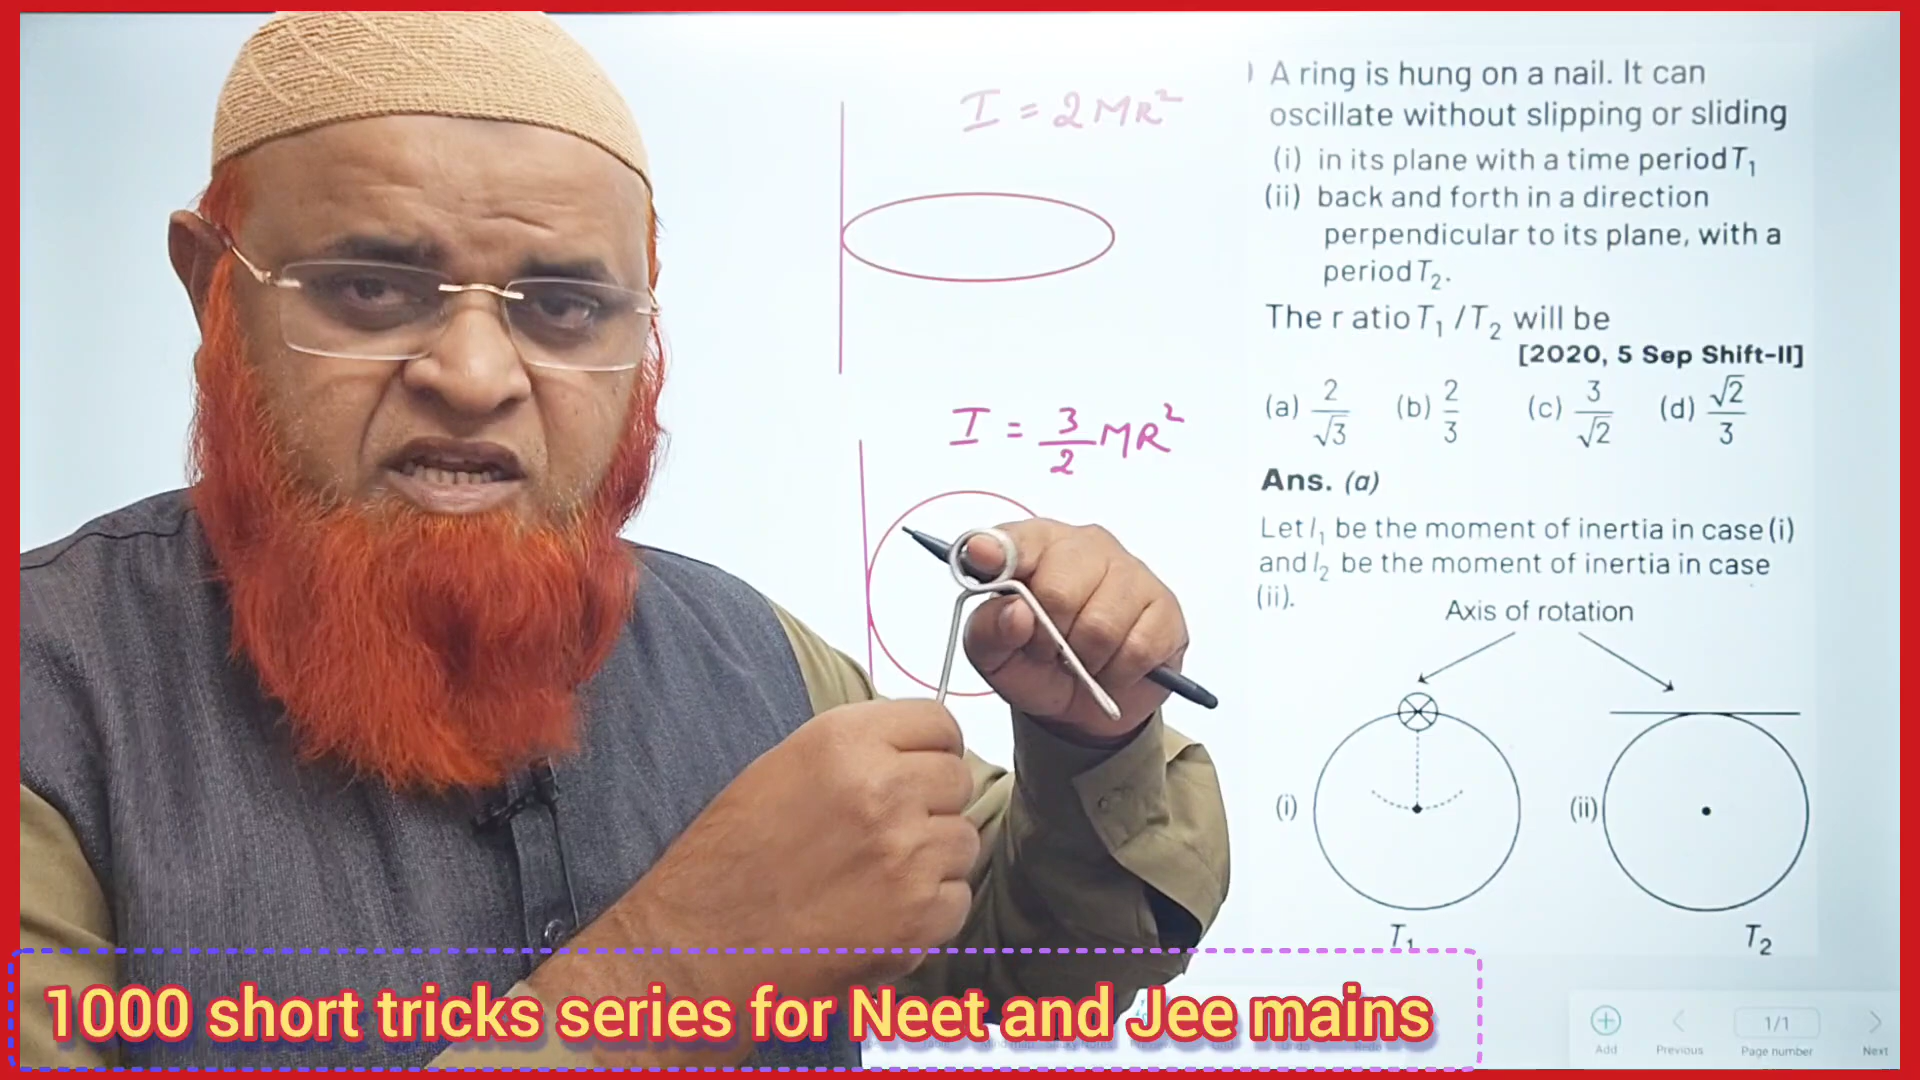 I = 2MR²
I = 3/2 MR²
) A ring is hung on a nail. It can
oscillate without slipping or sliding
(i) in its plane with a time period T₁
(ii) back and forth in a direction
perpendicular to its plane, with a
period T₂.
The r atio T₁ /T₂ will be
[2020, 5 Sep Shift-II]
(a) 2/√3 (b) 2/3 (c) 3/√2 (d) √2/3
Ans. (a)
Let I₁ be the moment of inertia in case (i)
and I₂ be the moment of inertia in case
(ii).
Axis of rotation
(i) (ii)
T₁ T₂
1000 short tricks series for Neet and Jee mains
1/1
Add Previous Page number Next